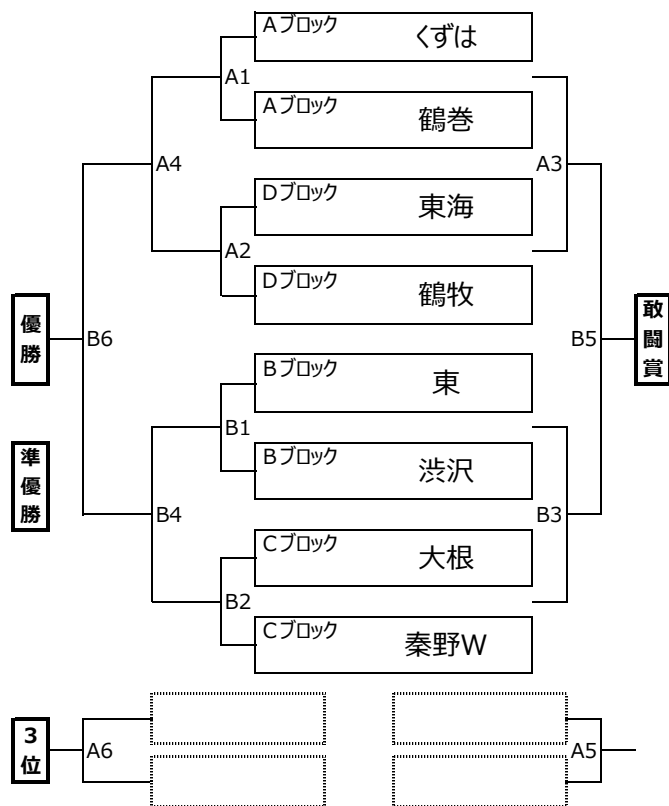 Aブロック くずは
A1
Aブロック 鶴巻
A4
A3
Dブロック 東海
A2
Dブロック 鶴牧
優勝
B6
B5
敢闘賞
Bブロック 東
B1
Bブロック 渋沢
準優勝
B4
B3
Cブロック 大根
B2
Cブロック 秦野W
3位
A6
A5